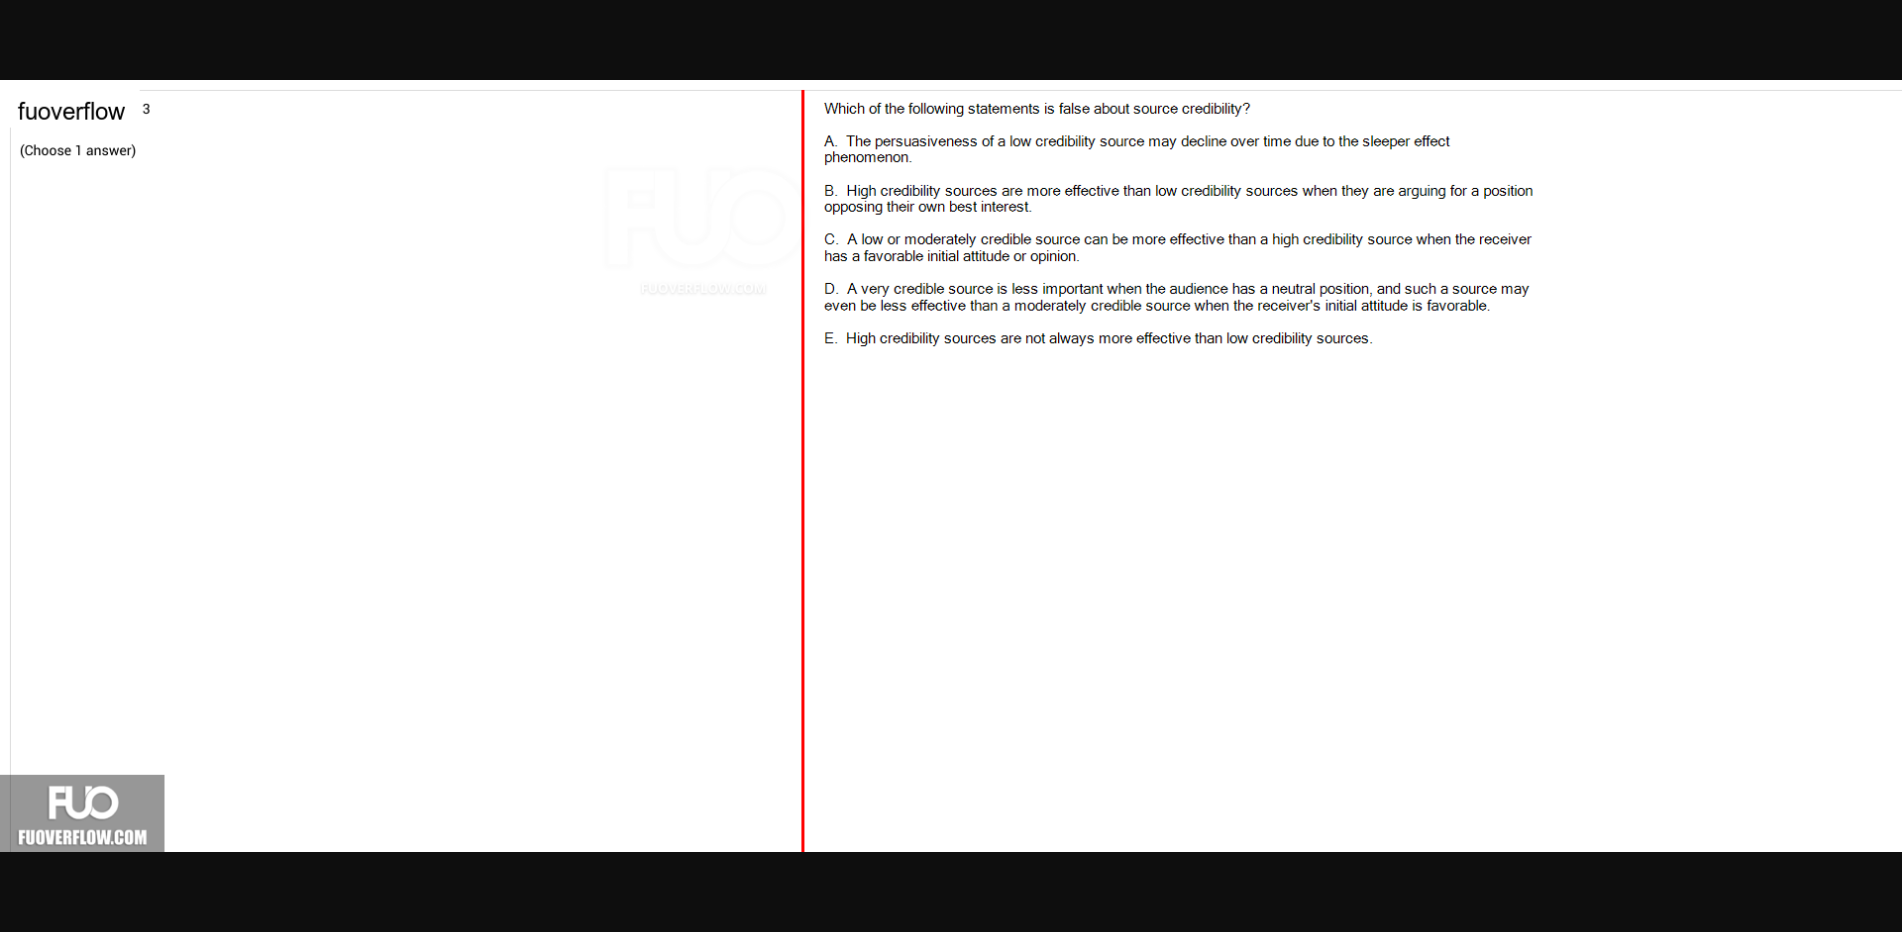 fuoverflow 3
(Choose 1 answer)
Which of the following statements is false about source credibility?
A. The persuasiveness of a low credibility source may decline over time due to the sleeper effect
phenomenon.
B. High credibility sources are more effective than low credibility sources when they are arguing for a position
opposing their own best interest.
C. A low or moderately credible source can be more effective than a high credibility source when the receiver
has a favorable initial attitude or opinion.
D. A very credible source is less important when the audience has a neutral position, and such a source may
even be less effective than a moderately credible source when the receiver's initial attitude is favorable.
E. High credibility sources are not always more effective than low credibility sources.
FUO
FUOVERFLOW.COM
FUO
FUOVERFLOW.COM